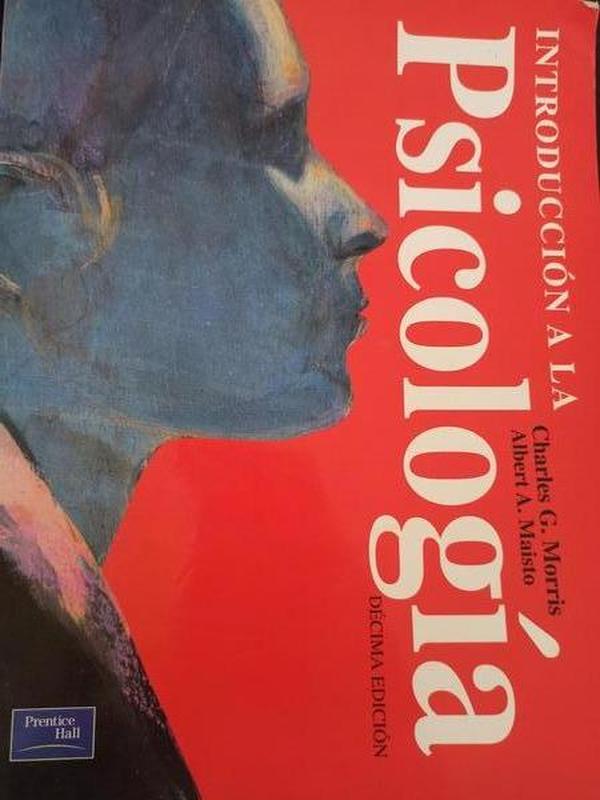 INTRODUCCIÓN A LA
Psicología
Charles G. Morris
Albert A. Maisto
DÉCIMA EDICIÓN
Prentice
Hall